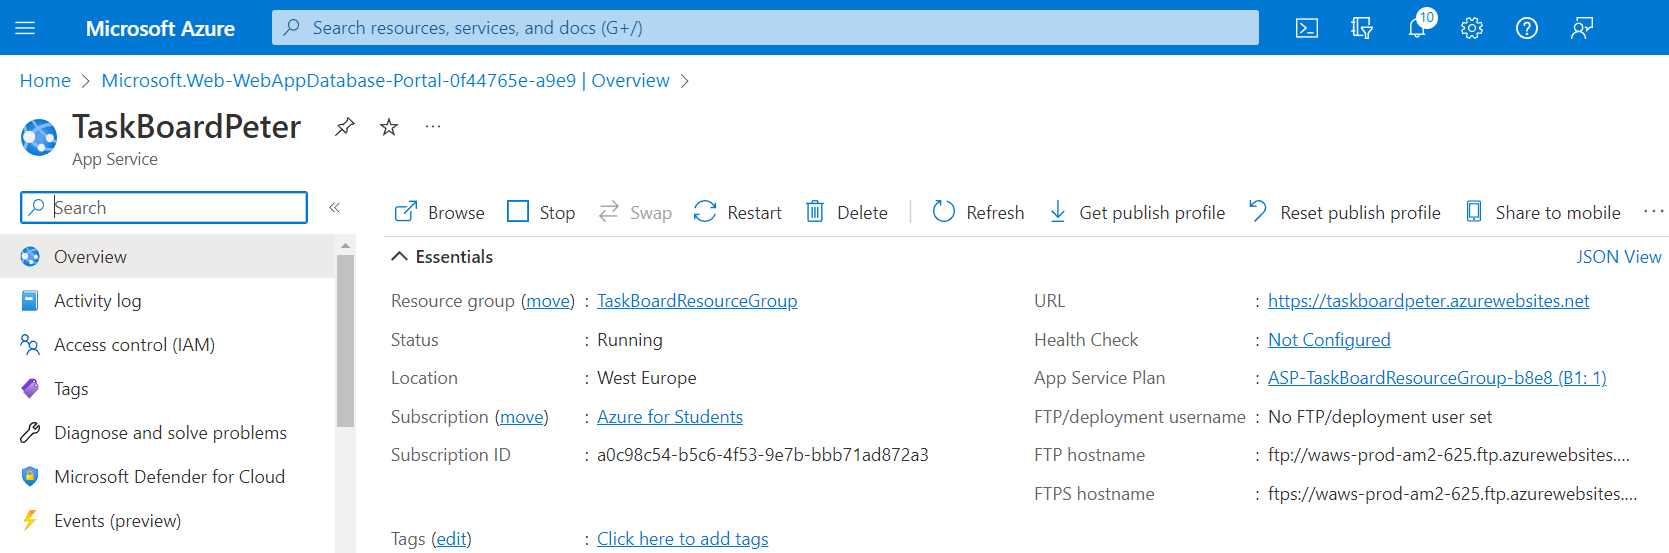 Microsoft Azure
Search resources, services, and docs (G+/)
10
Home > Microsoft.Web-WebAppDatabase-Portal-0f44765e-a9e9 | Overview >
TaskBoardPeter
App Service
Search
Browse Stop Swap Restart Delete Refresh Get publish profile Reset publish profile Share to mobile
Overview
Activity log
Access control (IAM)
Tags
Diagnose and solve problems
Microsoft Defender for Cloud
Events (preview)
Essentials
JSON View
Resource group (move) : TaskBoardResourceGroup
Status : Running
Location : West Europe
Subscription (move) : Azure for Students
Subscription ID : a0c98c54-b5c6-4f53-9e7b-bbb71ad872a3
Tags (edit) : Click here to add tags
URL : https://taskboardpeter.azurewebsites.net
Health Check : Not Configured
App Service Plan : ASP-TaskBoardResourceGroup-b8e8 (B1: 1)
FTP/deployment username : No FTP/deployment user set
FTP hostname : ftp://waws-prod-am2-625.ftp.azurewebsites....
FTPS hostname : ftps://waws-prod-am2-625.ftp.azurewebsites....